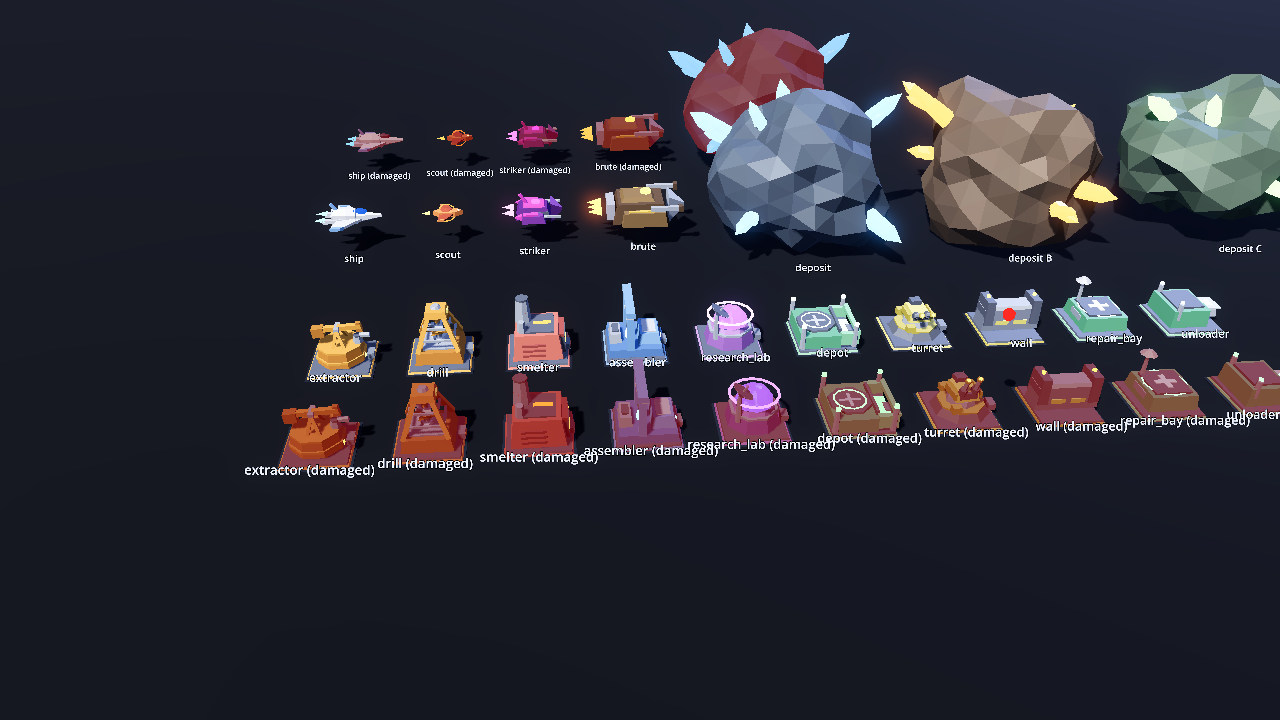 ship (damaged)
scout (damaged)
striker (damaged)
brute (damaged)
ship
scout
striker
brute
deposit
deposit B
deposit C
extractor
drill
smelter
assembler
research_lab
depot
turret
wall
repair_bay
unloader
extractor (damaged)
drill (damaged)
smelter (damaged)
assembler (damaged)
research_lab (damaged)
depot (damaged)
turret (damaged)
wall (damaged)
repair_bay (damaged)
unloader